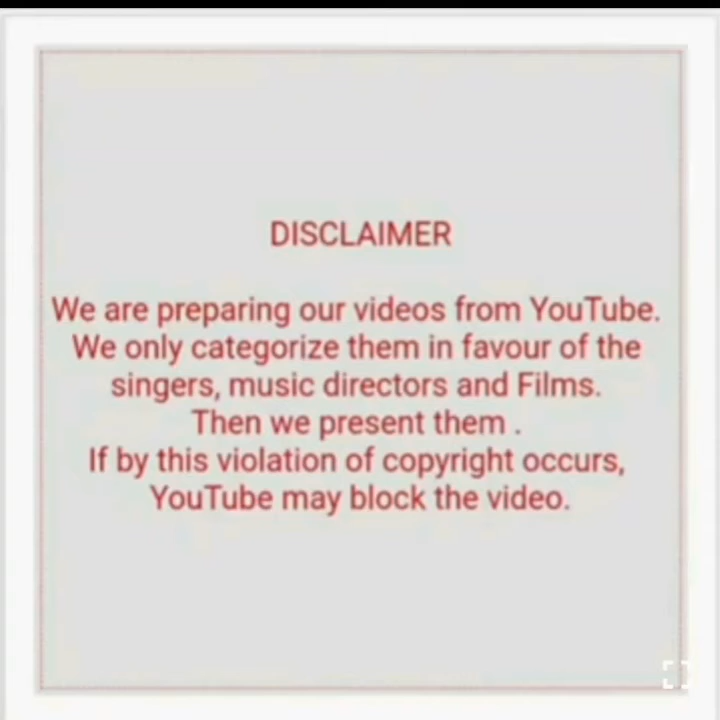 DISCLAIMER
We are preparing our videos from YouTube.
We only categorize them in favour of the
singers, music directors and Films.
Then we present them .
If by this violation of copyright occurs,
YouTube may block the video.